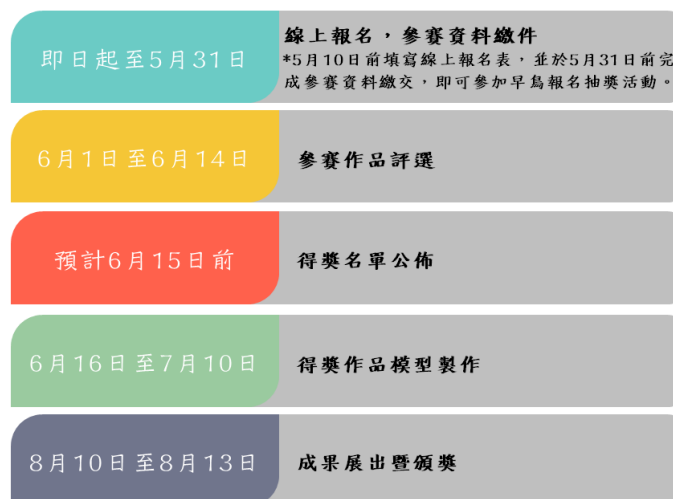 即日起至5月31日
線上報名，參賽資料繳件
*5月10日前填寫線上報名表，並於5月31日前完
成參賽資料繳交，即可參加早鳥報名抽獎活動。
6月1日至6月14日
參賽作品評選
預計6月15日前
得獎名單公佈
6月16日至7月10日
得獎作品模型製作
8月10日至8月13日
成果展出暨頒獎